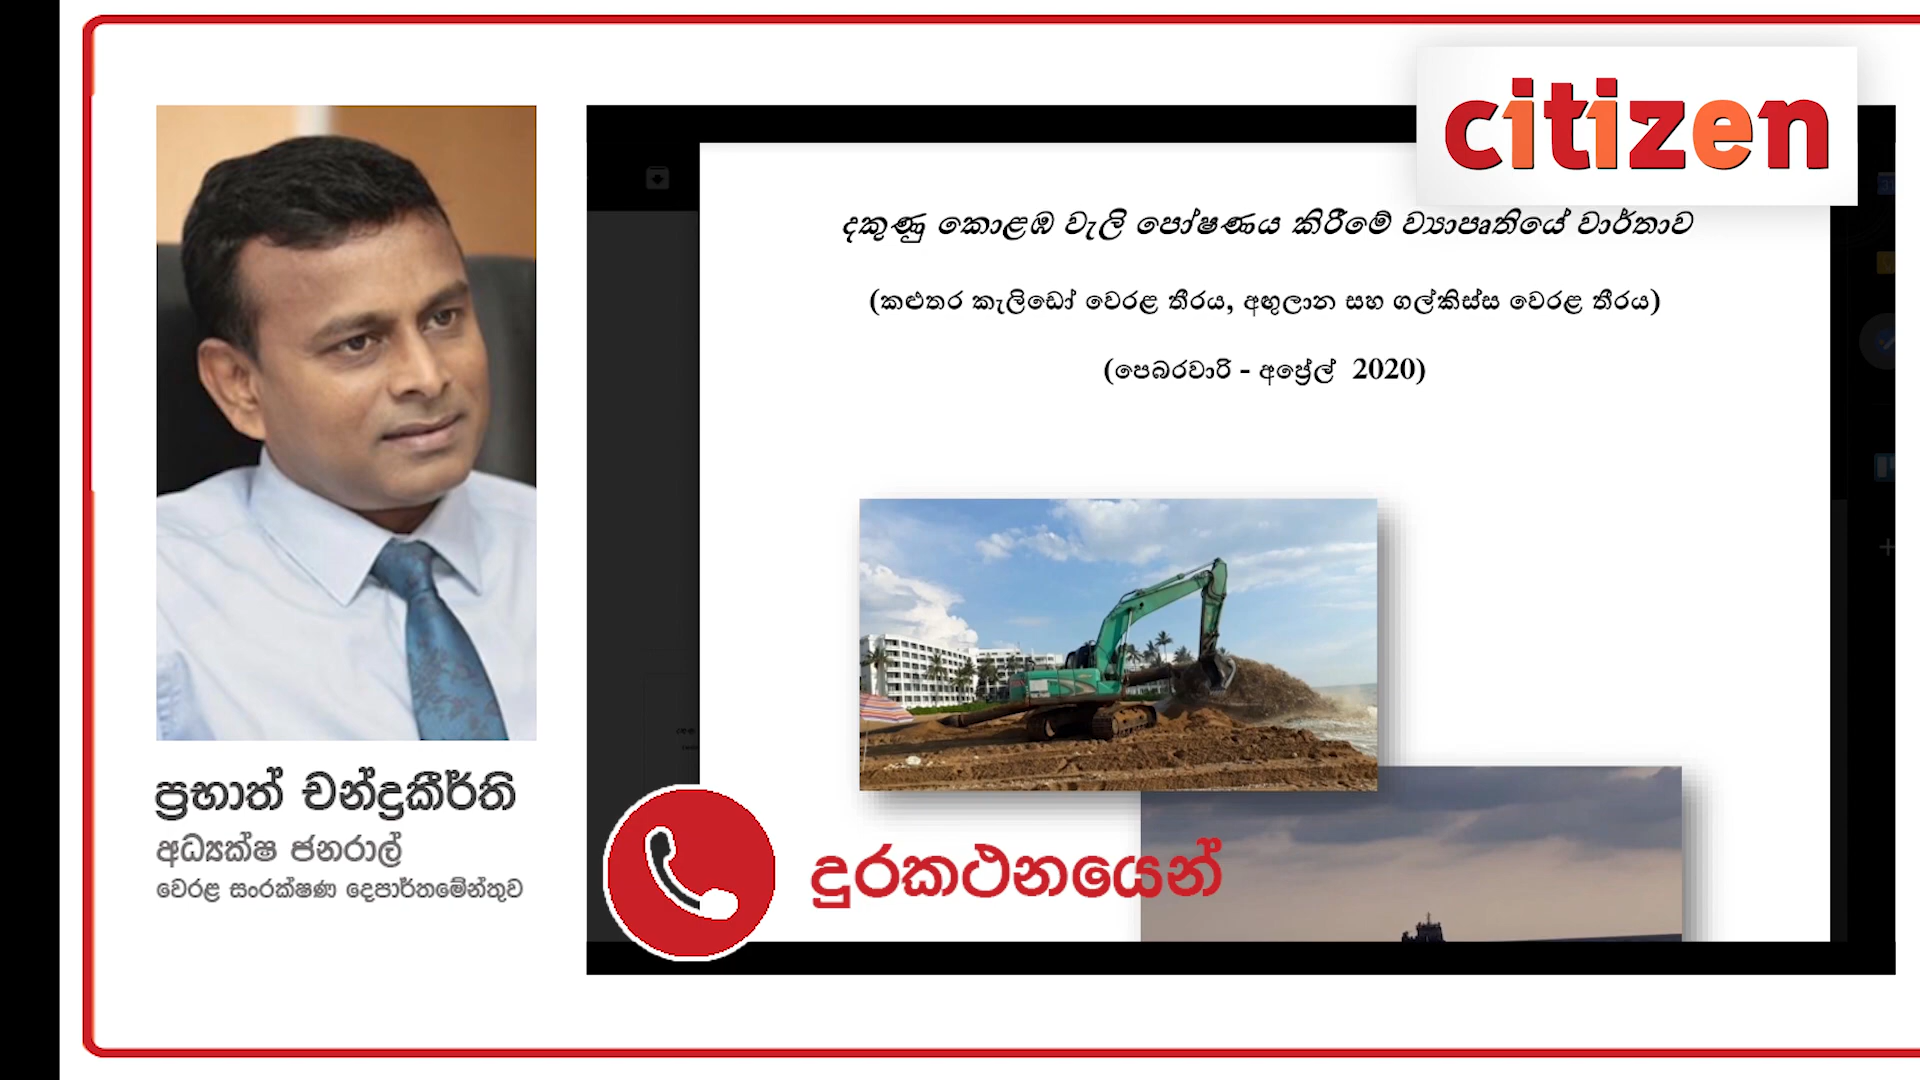 citizen
දකුණු කොළඹ වැලි පෝෂණය කිරීමේ ව්‍යාපෘතියේ වාර්තාව
(කළුතර කැලිඩෝ වෙරළ තීරය, අඟුලාන සහ ගල්කිස්ස වෙරළ තීරය)
(පෙබරවාරි - අප්‍රේල් 2020)
ප්‍රභාත් චන්ද්‍රකීර්ති
අධ්‍යක්ෂ ජනරාල්
වෙරළ සංරක්ෂණ දෙපාර්තමේන්තුව
දුරකථනයෙන්